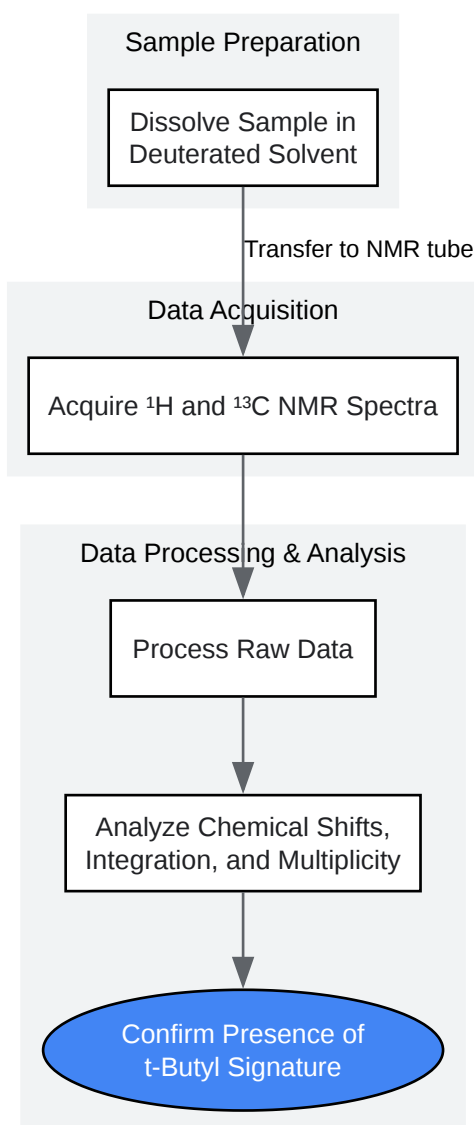 Sample Preparation
Dissolve Sample in
Deuterated Solvent
Transfer to NMR tube
Data Acquisition
Acquire ¹H and ¹³C NMR Spectra
Data Processing & Analysis
Process Raw Data
Analyze Chemical Shifts,
Integration, and Multiplicity
Confirm Presence of
t-Butyl Signature